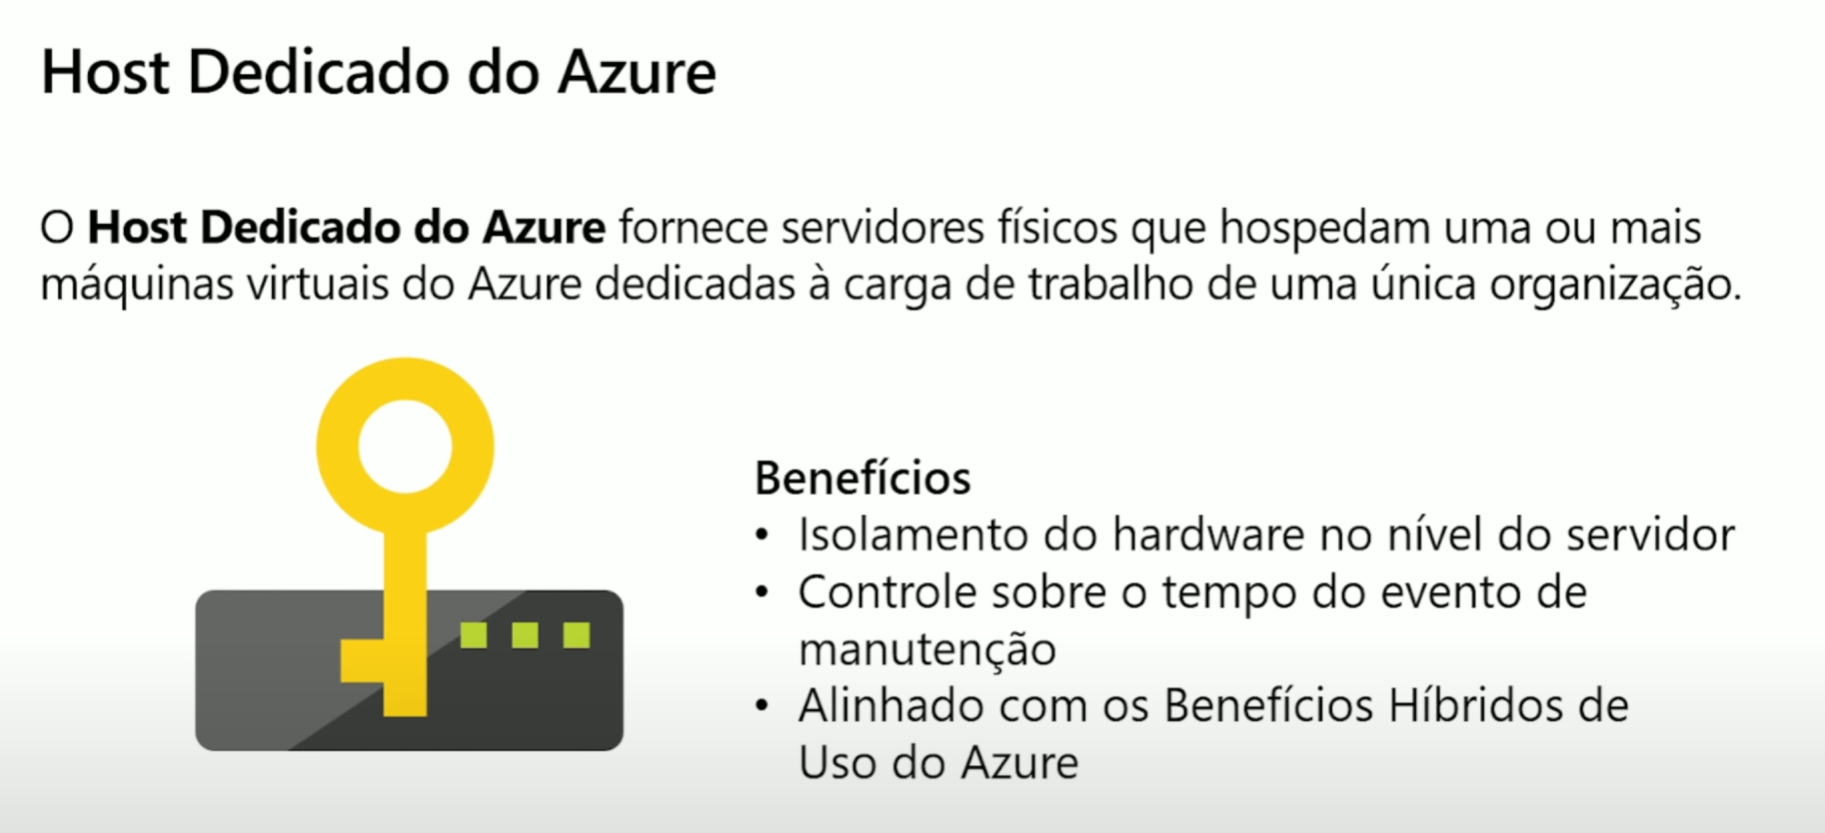 Host Dedicado do Azure
O Host Dedicado do Azure fornece servidores físicos que hospedam uma ou mais
máquinas virtuais do Azure dedicadas à carga de trabalho de uma única organização.
Benefícios
• Isolamento do hardware no nível do servidor
• Controle sobre o tempo do evento de
manutenção
• Alinhado com os Benefícios Híbridos de
Uso do Azure